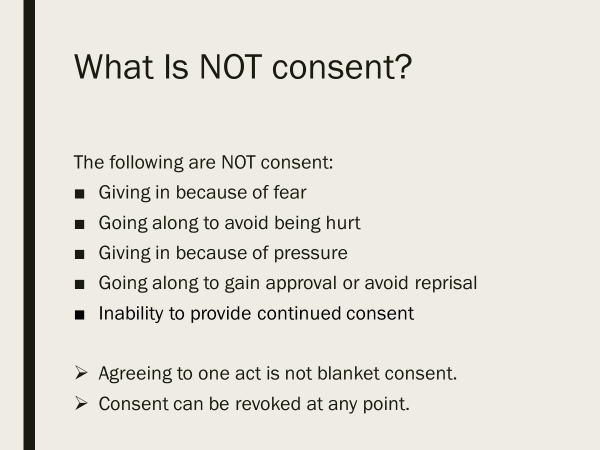 What Is NOT consent?
The following are NOT consent:
■ Giving in because of fear
■ Going along to avoid being hurt
■ Giving in because of pressure
■ Going along to gain approval or avoid reprisal
■ Inability to provide continued consent
➢ Agreeing to one act is not blanket consent.
➢ Consent can be revoked at any point.